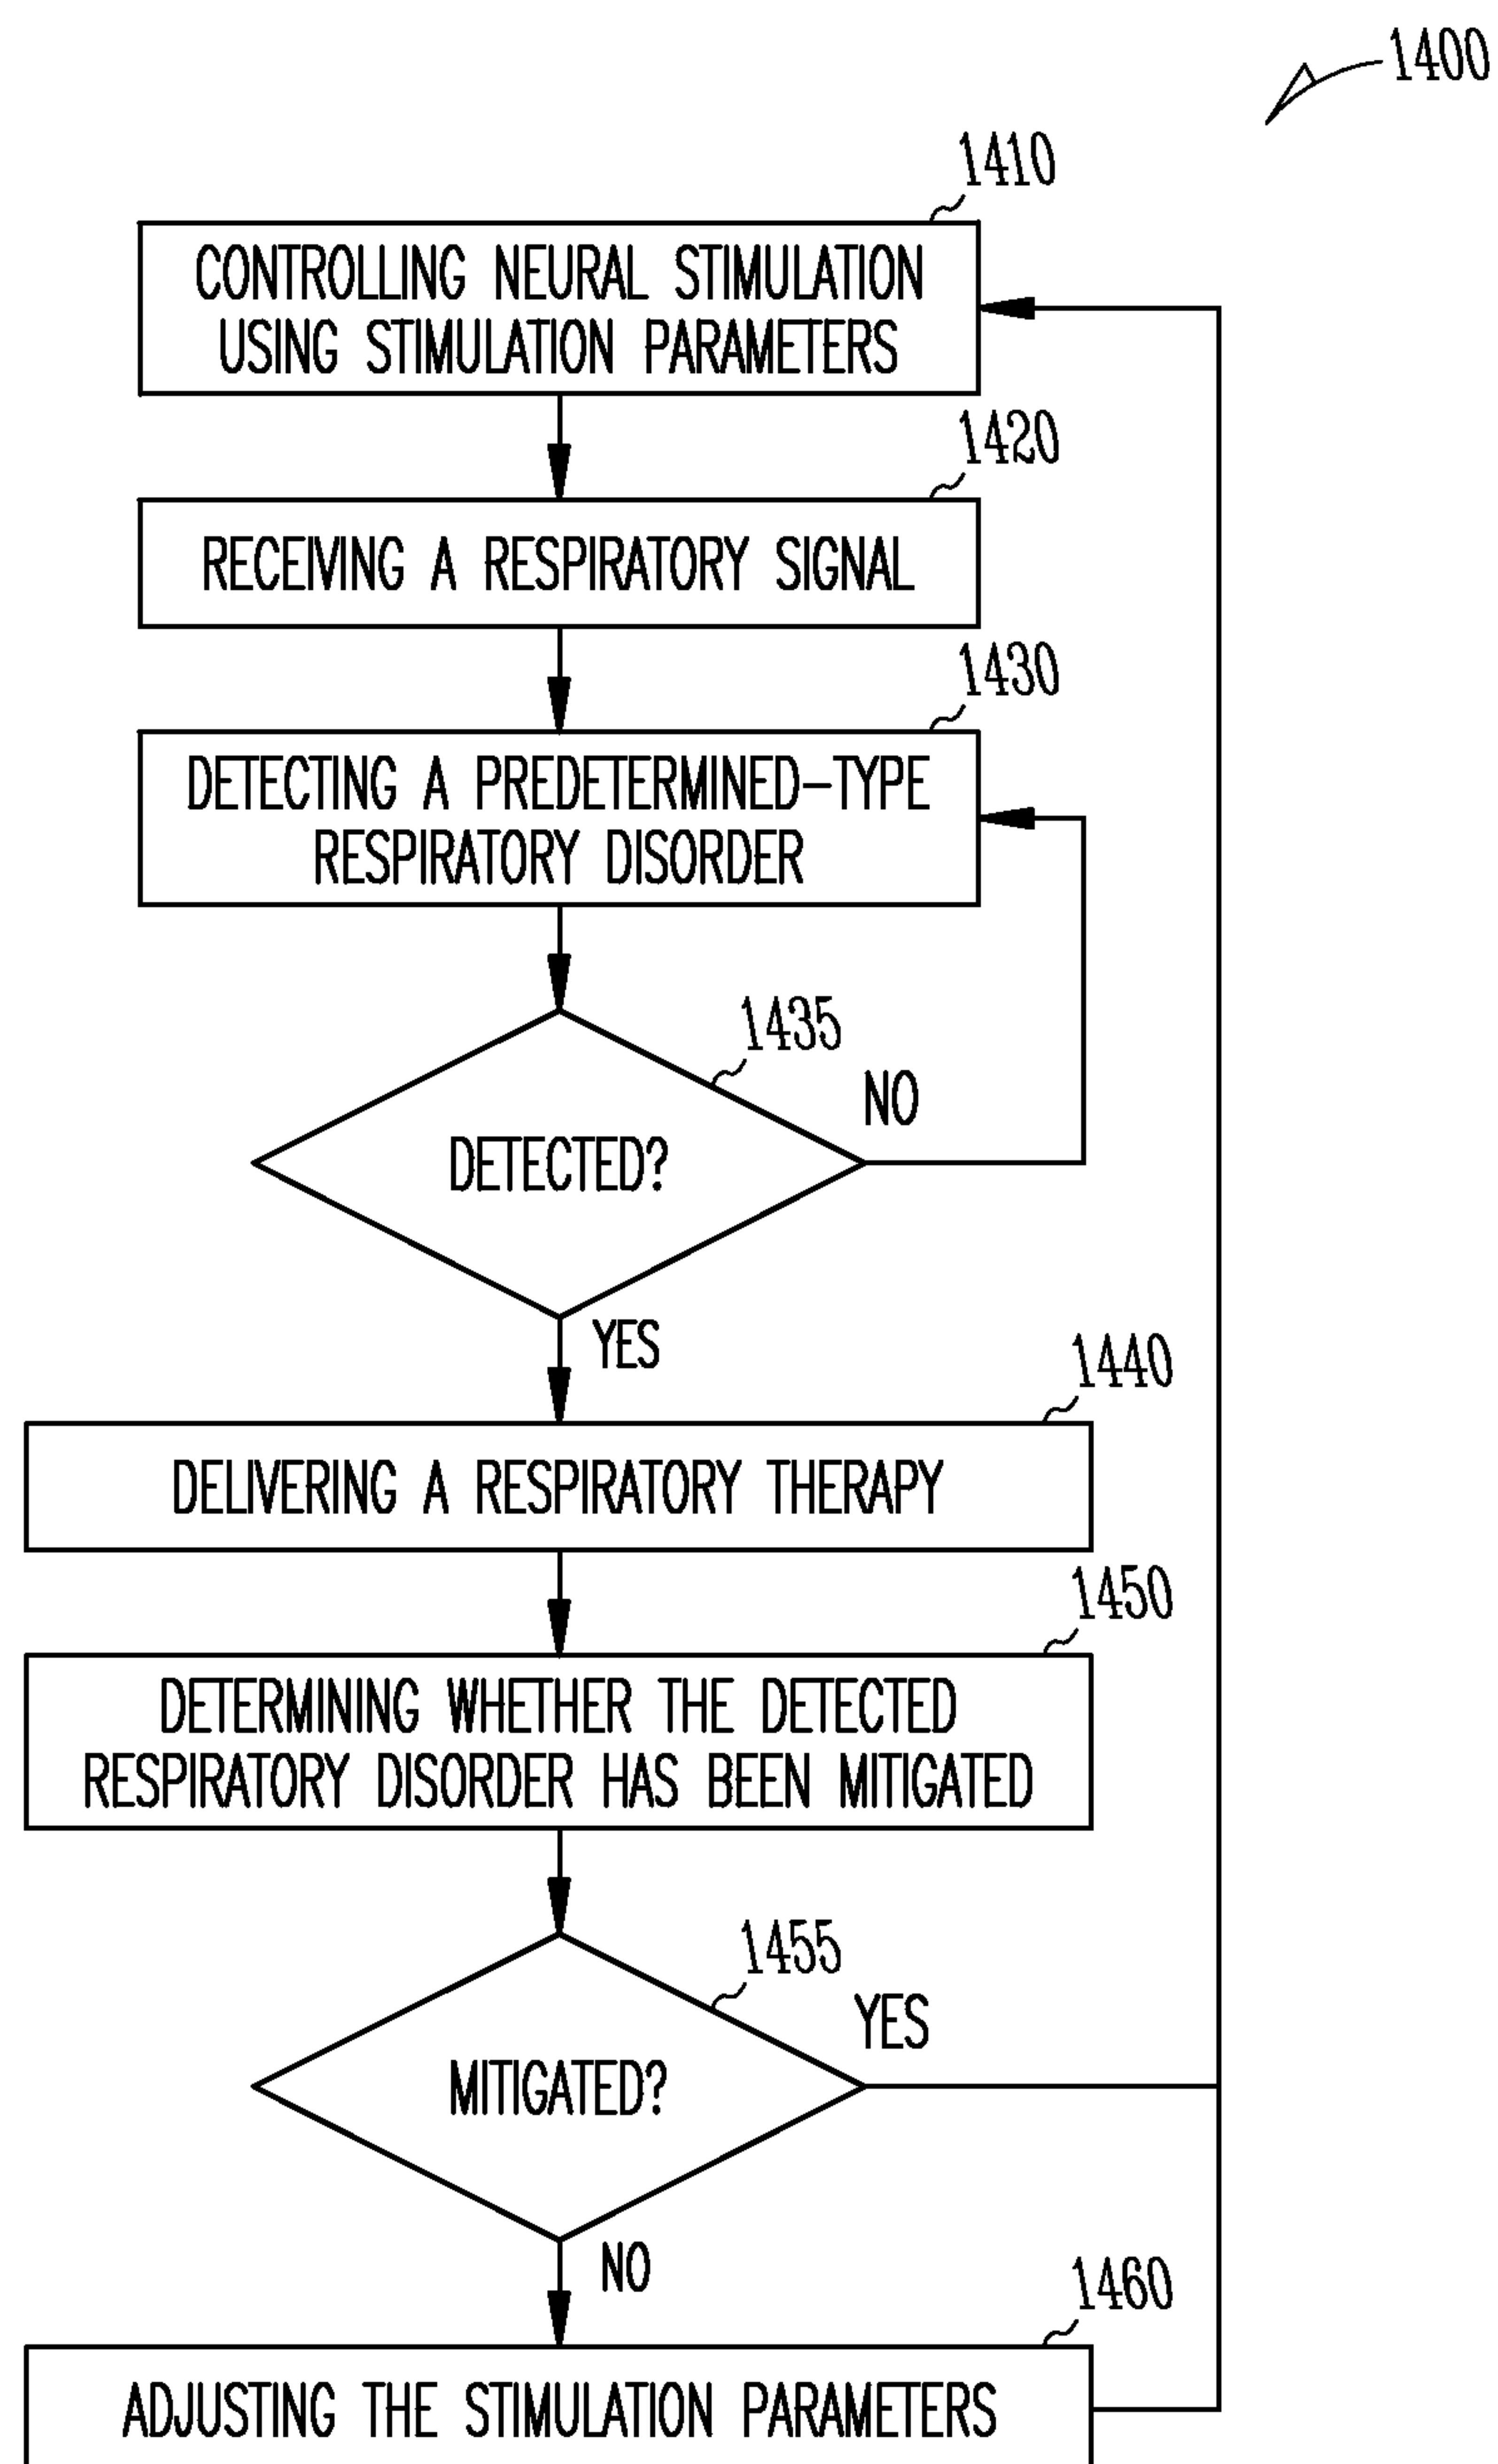 1400
1410
CONTROLLING NEURAL STIMULATION
USING STIMULATION PARAMETERS
1420
RECEIVING A RESPIRATORY SIGNAL
1430
DETECTING A PREDETERMINED-TYPE
RESPIRATORY DISORDER
1435
NO
DETECTED?
YES
1440
DELIVERING A RESPIRATORY THERAPY
1450
DETERMINING WHETHER THE DETECTED
RESPIRATORY DISORDER HAS BEEN MITIGATED
1455
YES
MITIGATED?
NO
1460
ADJUSTING THE STIMULATION PARAMETERS